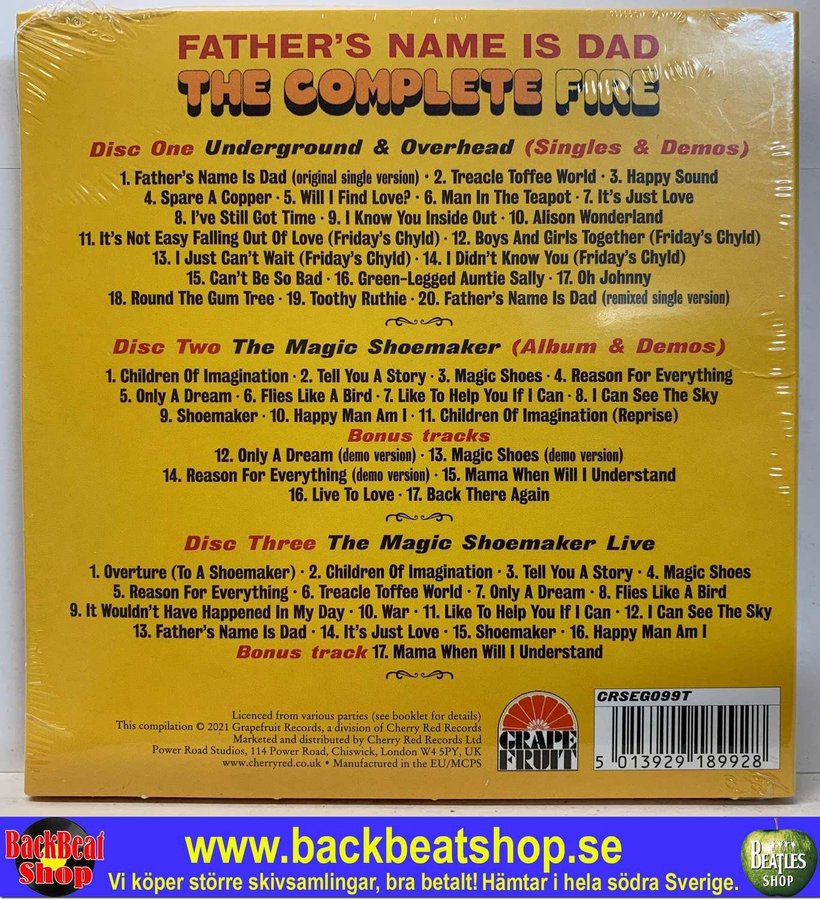 FATHER'S NAME IS DAD
THE COMPLETE FIRE
Disc One Underground & Overhead (Singles & Demos)
1. Father's Name Is Dad (original single version) · 2. Treacle Toffee World · 3. Happy Sound
4. Spare A Copper · 5. Will I Find Love? · 6. Man In The Teapot · 7. It's Just Love
8. I've Still Got Time · 9. I Know You Inside Out · 10. Alison Wonderland
11. It's Not Easy Falling Out Of Love (Friday's Chyld) · 12. Boys And Girls Together (Friday's Chyld)
13. I Just Can't Wait (Friday's Chyld) · 14. I Didn't Know You (Friday's Chyld)
15. Can't Be So Bad · 16. Green-Legged Auntie Sally · 17. Oh Johnny
18. Round The Gum Tree · 19. Toothy Ruthie · 20. Father's Name Is Dad (remixed single version)
Disc Two The Magic Shoemaker (Album & Demos)
1. Children Of Imagination · 2. Tell You A Story · 3. Magic Shoes · 4. Reason For Everything
5. Only A Dream · 6. Flies Like A Bird · 7. Like To Help You If I Can · 8. I Can See The Sky
9. Shoemaker · 10. Happy Man Am I · 11. Children Of Imagination (Reprise)
Bonus tracks
12. Only A Dream (demo version) · 13. Magic Shoes (demo version)
14. Reason For Everything (demo version) · 15. Mama When Will I Understand
16. Live To Love · 17. Back There Again
Disc Three The Magic Shoemaker Live
1. Overture (To A Shoemaker) · 2. Children Of Imagination · 3. Tell You A Story · 4. Magic Shoes
5. Reason For Everything · 6. Treacle Toffee World · 7. Only A Dream · 8. Flies Like A Bird
9. It Wouldn't Have Happened In My Day · 10. War · 11. Like To Help You If I Can · 12. I Can See The Sky
13. Father's Name Is Dad · 14. It's Just Love · 15. Shoemaker · 16. Happy Man Am I
Bonus track 17. Mama When Will I Understand
Licenced from various parties (see booklet for details)
This compilation © 2021 Grapefruit Records, a division of Cherry Red Records
Marketed and distributed by Cherry Red Records Ltd
Power Road Studios, 114 Power Road, Chiswick, London W4 5PY, UK
www.cherryred.co.uk • Manufactured in the EU/MCPS
GRAPE
FRUIT
CRSEG099T
5 013929 189928
BackBeat
Shop
www.backbeatshop.se
Vi köper större skivsamlingar, bra betalt! Hämtar i hela södra Sverige.
BEATLES
SHOP